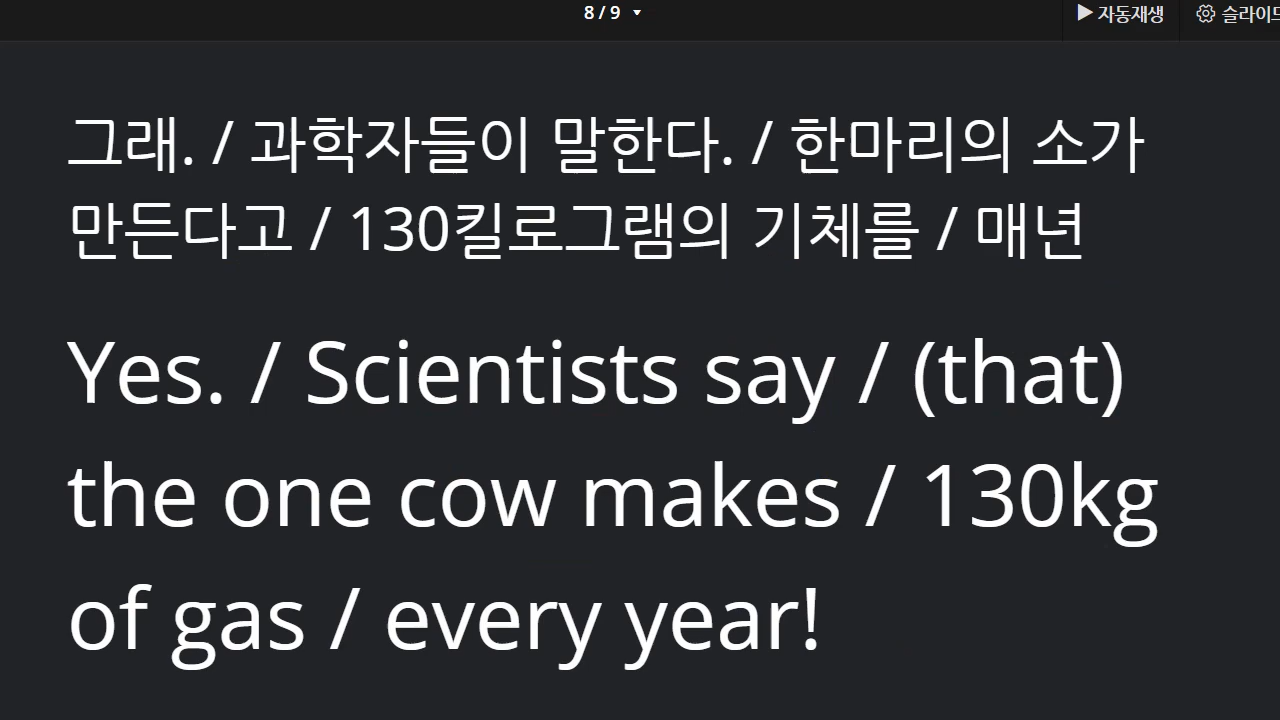 8 / 9
자동재생
슬라이드
그래. / 과학자들이 말한다. / 한마리의 소가
만든다고 / 130킬로그램의 기체를 / 매년
Yes. / Scientists say / (that)
the one cow makes / 130kg
of gas / every year!